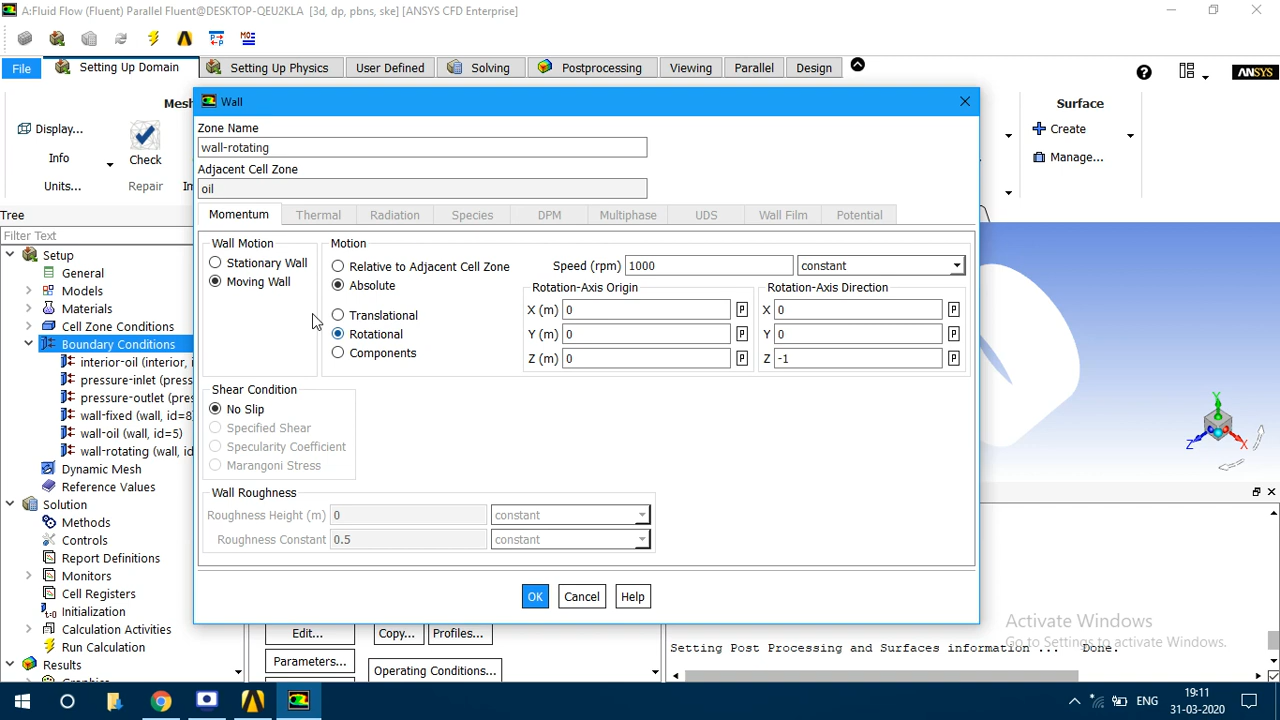 A:Fluid Flow (Fluent) Parallel Fluent@DESKTOP-QEU2KLA [3d, dp, pbns, ske] [ANSYS CFD Enterprise]
File
Setting Up Domain
Setting Up Physics
User Defined
Solving
Postprocessing
Viewing
Parallel
Design
ANSYS
Mesh
Display...
Info
Units...
Check
Repair
Surface
Create
Manage...
Tree
Filter Text
Setup
General
Models
Materials
Cell Zone Conditions
Boundary Conditions
interior-oil (interior, i
pressure-inlet (press
pressure-outlet (pres
wall-fixed (wall, id=8
wall-oil (wall, id=5)
wall-rotating (wall, id
Dynamic Mesh
Reference Values
Solution
Methods
Controls
Report Definitions
Monitors
Cell Registers
Initialization
Calculation Activities
Run Calculation
Results
Wall
Zone Name
wall-rotating
Adjacent Cell Zone
oil
Momentum
Thermal
Radiation
Species
DPM
Multiphase
UDS
Wall Film
Potential
Wall Motion
Stationary Wall
Moving Wall
Motion
Relative to Adjacent Cell Zone
Absolute
Translational
Rotational
Components
Speed (rpm) 1000 constant
Rotation-Axis Origin
X (m) 0 P
Y (m) 0 P
Z (m) 0 P
Rotation-Axis Direction
X 0 P
Y 0 P
Z -1 P
Shear Condition
No Slip
Specified Shear
Specularity Coefficient
Marangoni Stress
Wall Roughness
Roughness Height (m) 0 constant
Roughness Constant 0.5 constant
OK
Cancel
Help
Y
Z
X
Edit...
Copy...
Profiles...
Parameters...
Operating Conditions...
Setting Post Processing and Surfaces information ... Done.
Activate Windows
Go to Settings to activate Windows.
ENG
19:11
31-03-2020